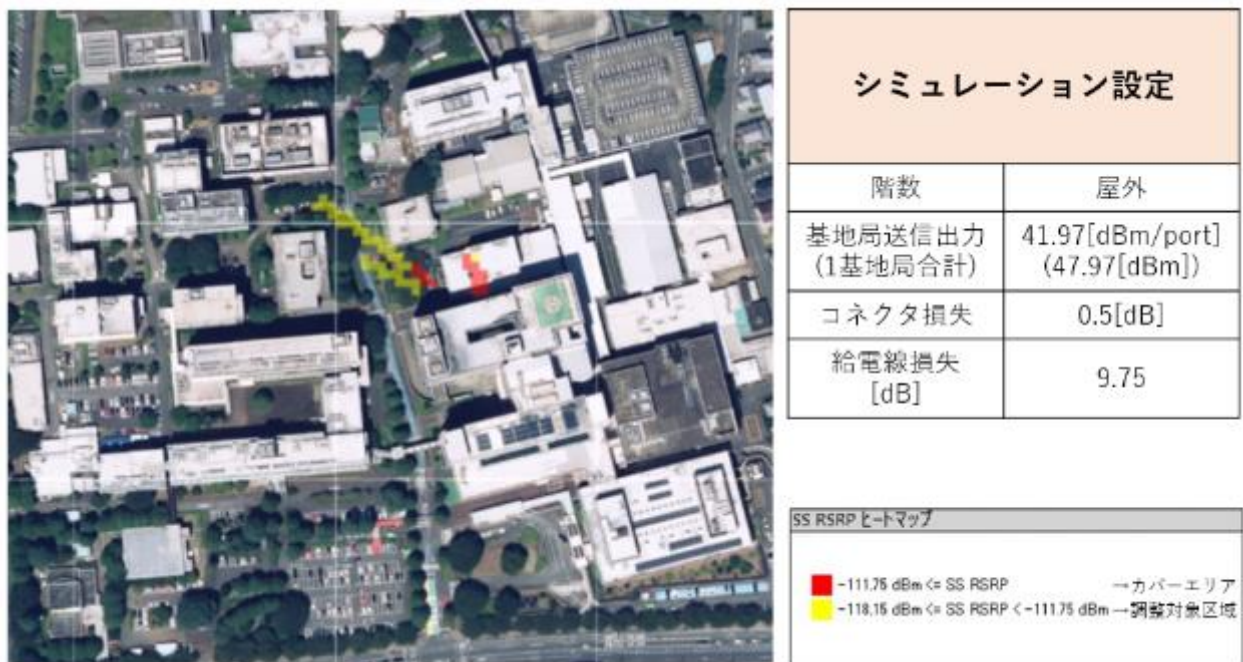 シミュレーション設定
階数 屋外
基地局送信出力 41.97[dBm/port]
(1基地局合計) (47.97[dBm])
コネクタ損失 0.5[dB]
給電線損失
[dB] 9.75
SS RSRP ヒートマップ
-111.75 dBm <= SS RSRP →カバーエリア
-118.15 dBm <= SS RSRP < -111.75 dBm →調整対象区域